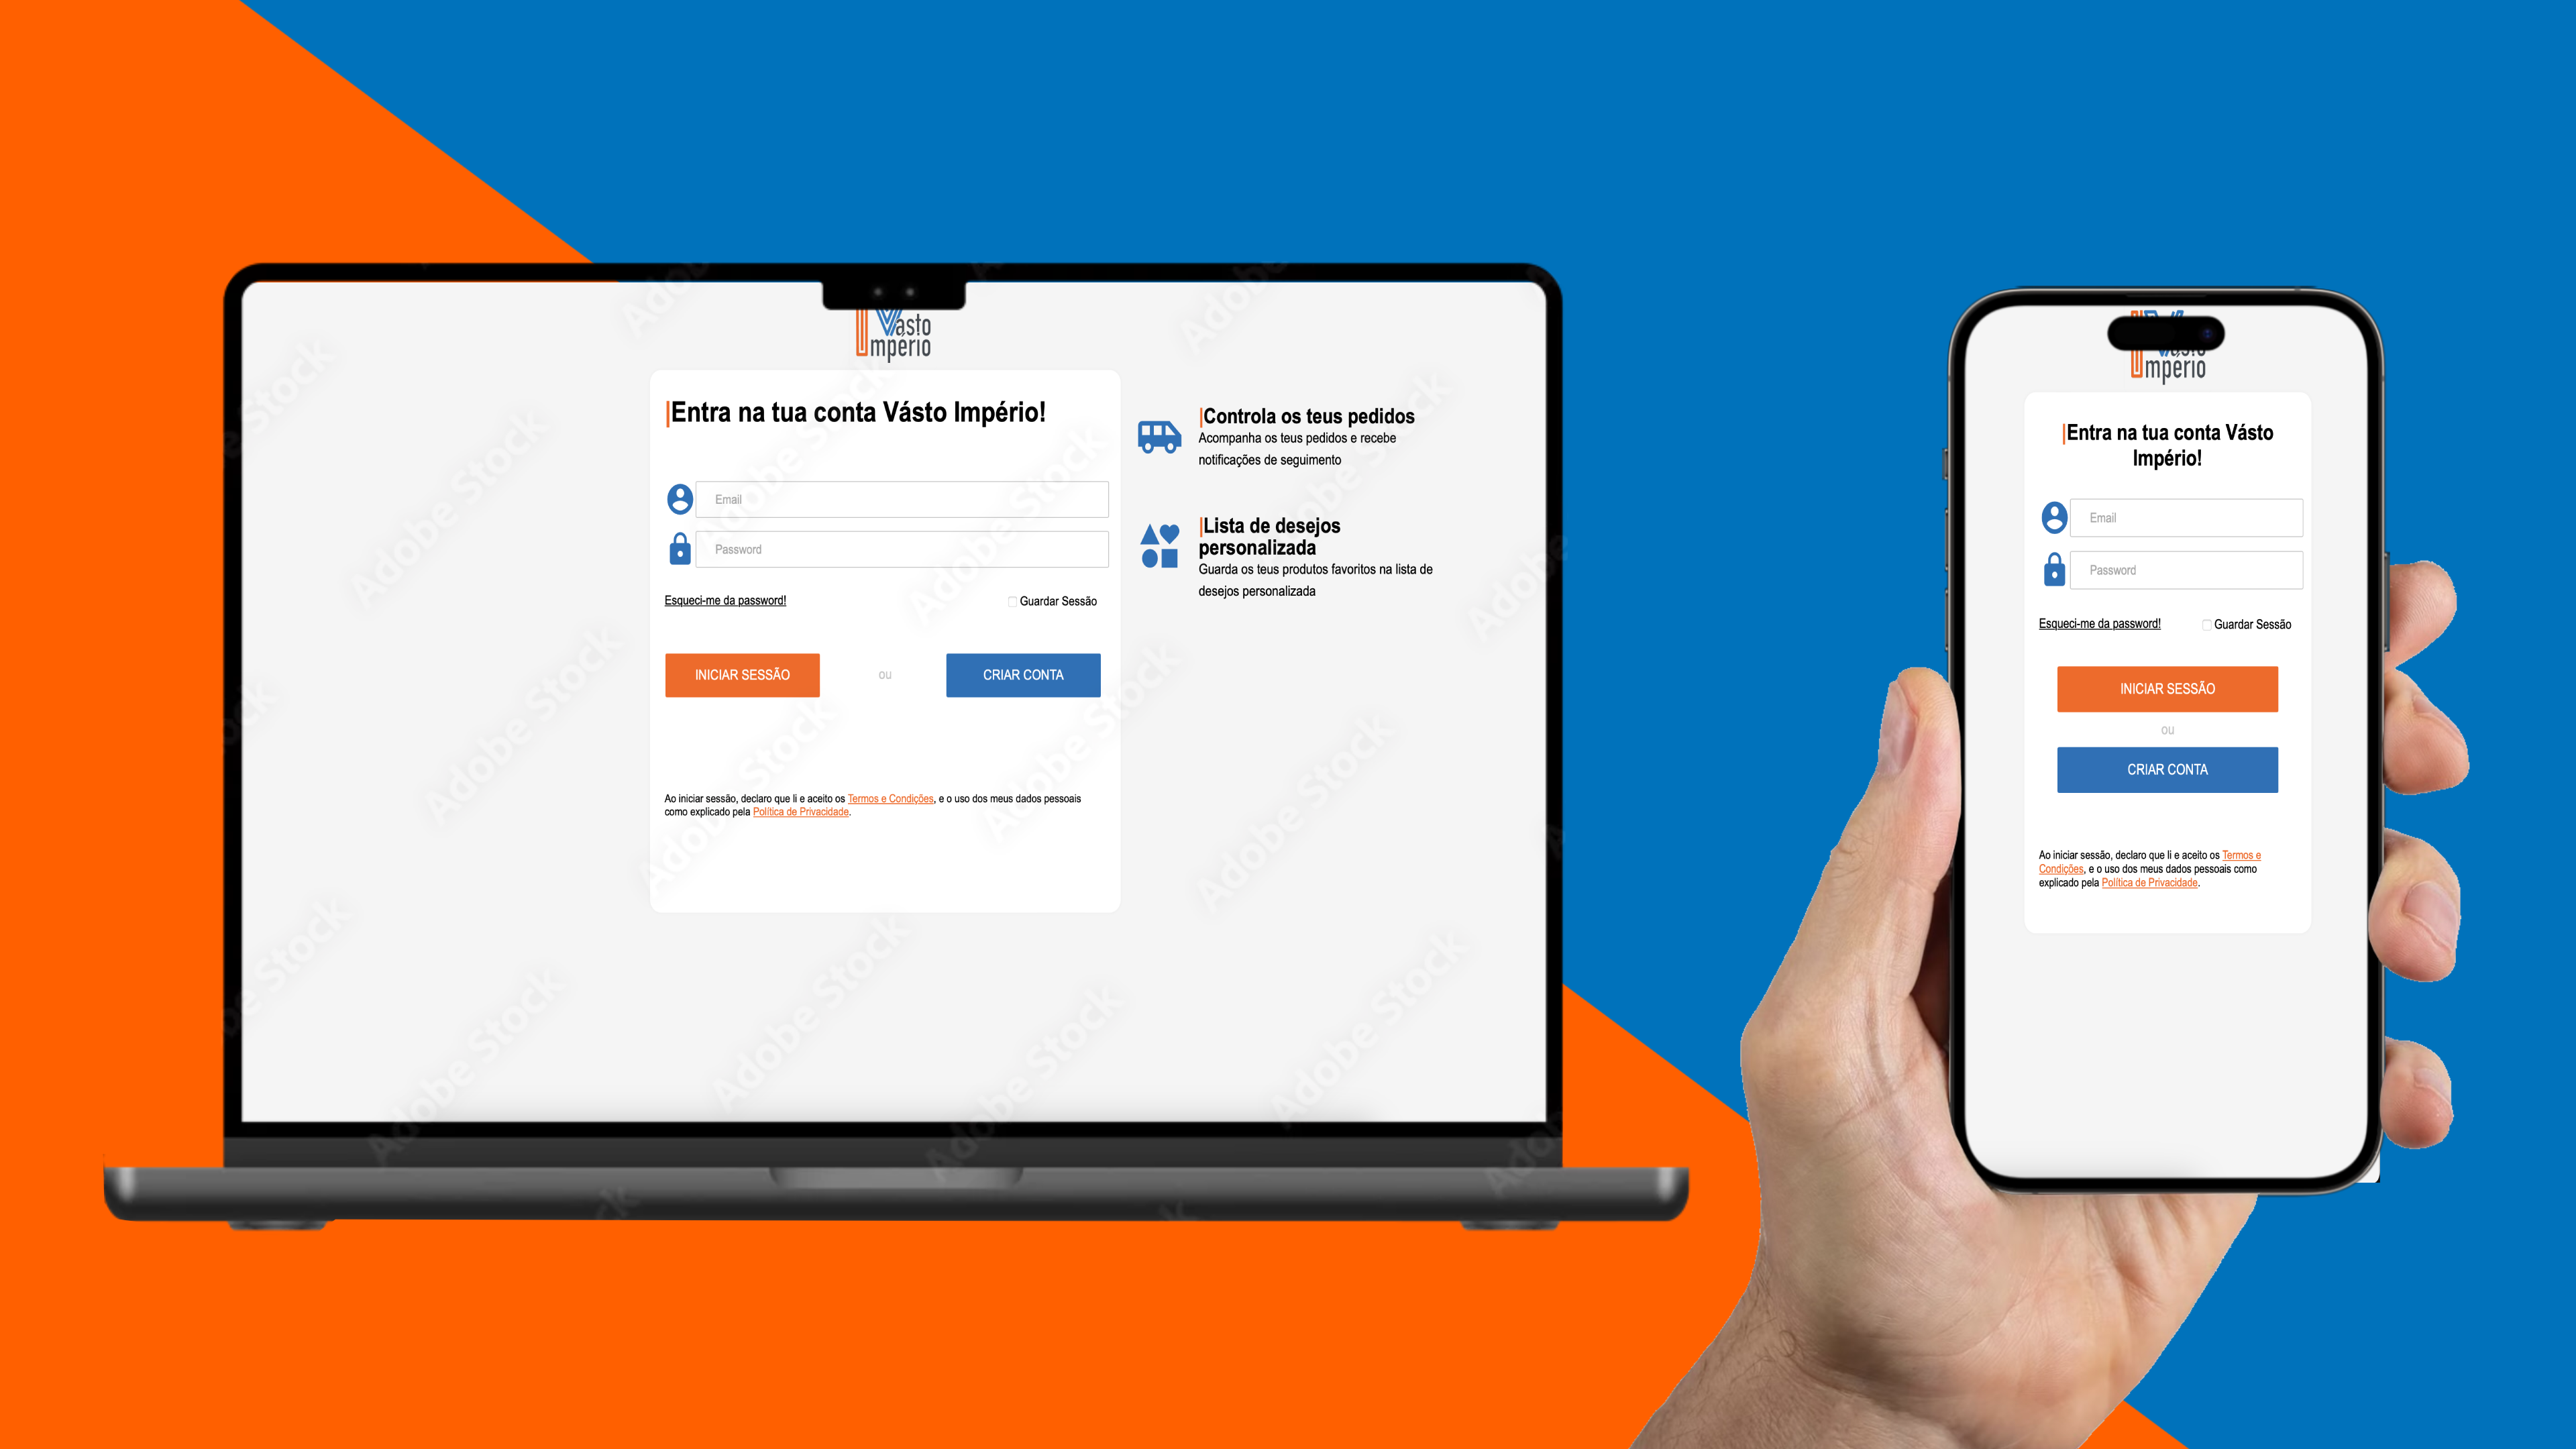 Vásto
Império
|Entra na tua conta Vásto Império!
Email
Password
Esqueci-me da password!
Guardar Sessão
INICIAR SESSÃO
ou
CRIAR CONTA
Ao iniciar sessão, declaro que li e aceito os Termos e Condições, e o uso dos meus dados pessoais
como explicado pela Política de Privacidade.
|Controla os teus pedidos
Acompanha os teus pedidos e recebe
notificações de seguimento
|Lista de desejos
personalizada
Guarda os teus produtos favoritos na lista de
desejos personalizada
Adobe Stock
Vásto
Império
|Entra na tua conta Vásto
Império!
Email
Password
Esqueci-me da password!
Guardar Sessão
INICIAR SESSÃO
ou
CRIAR CONTA
Ao iniciar sessão, declaro que li e aceito os Termos e
Condições, e o uso dos meus dados pessoais como
explicado pela Política de Privacidade.